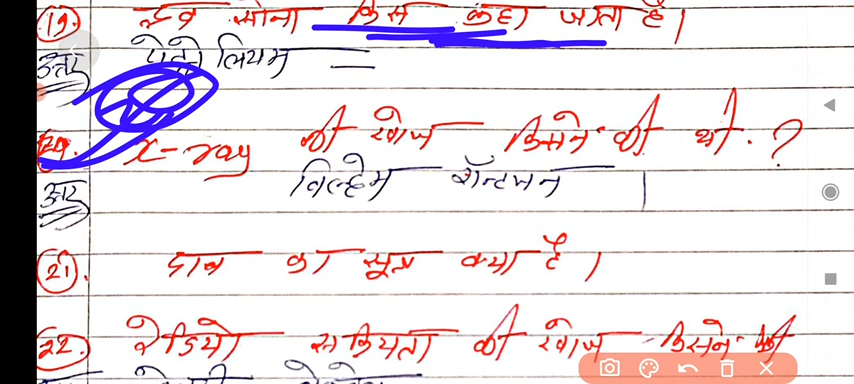 19. द्रव सोना किसे कहा जाता है।
उत्तर पेट्रोलियम
20. x-ray की खोज किसने की थी.?
उत्तर विल्हेम रॉन्टजन ।
21. दाब का सूत्र क्या है।
22. रेडियो सक्रियता की खोज किसने की